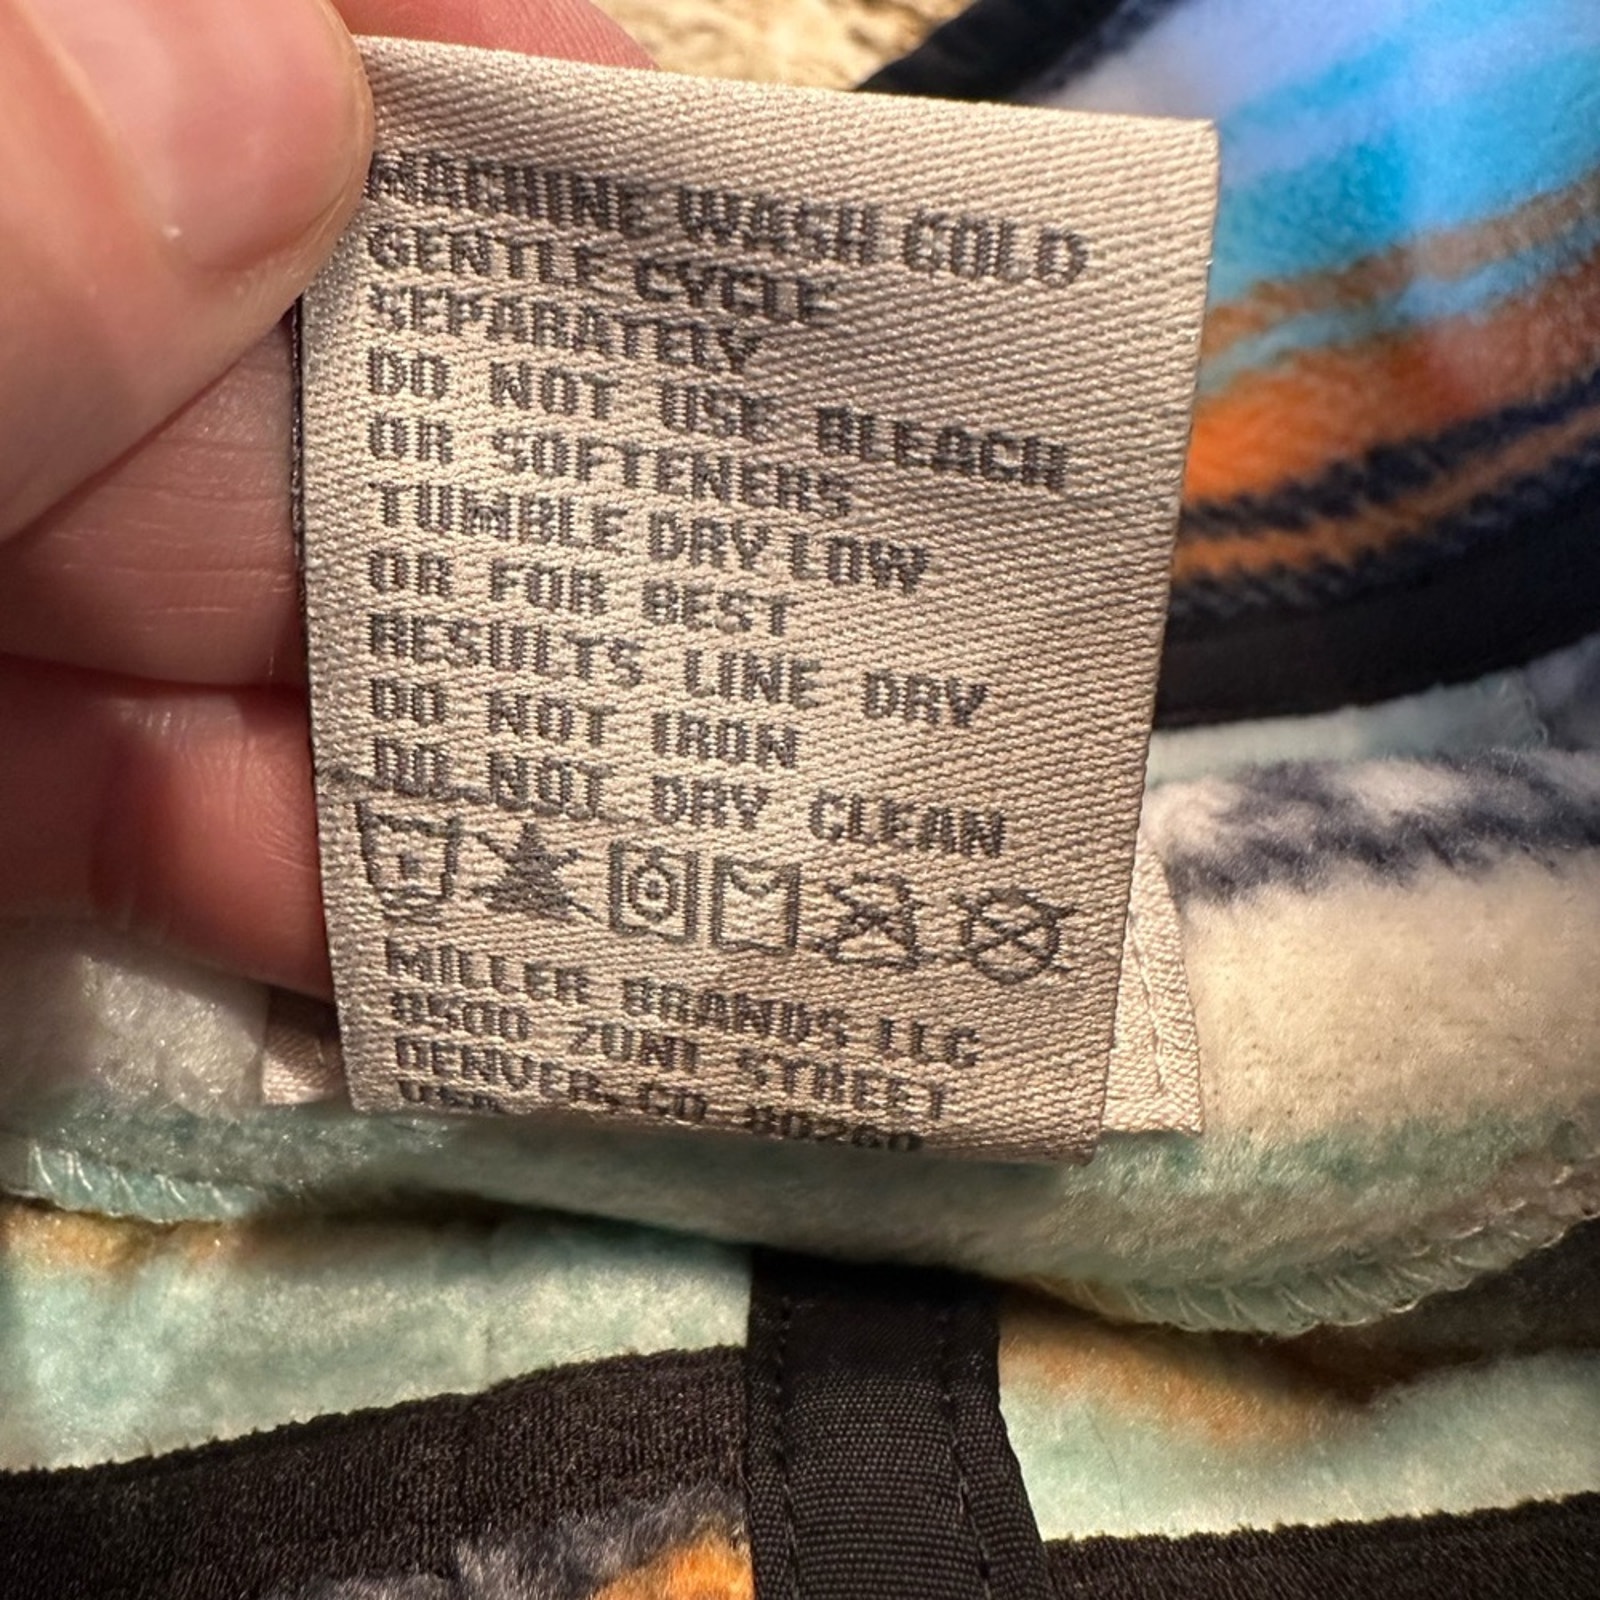 MACHINE WASH COLD
GENTLE CYCLE
SEPARATELY
DO NOT USE BLEACH
OR SOFTENERS
TUMBLE DRY LOW
OR FOR BEST
RESULTS LINE DRY
DO NOT IRON
DO NOT DRY CLEAN
MILLER BRANDS LLC
8500 ZUNI STREET
DENVER, CO 80260
USA